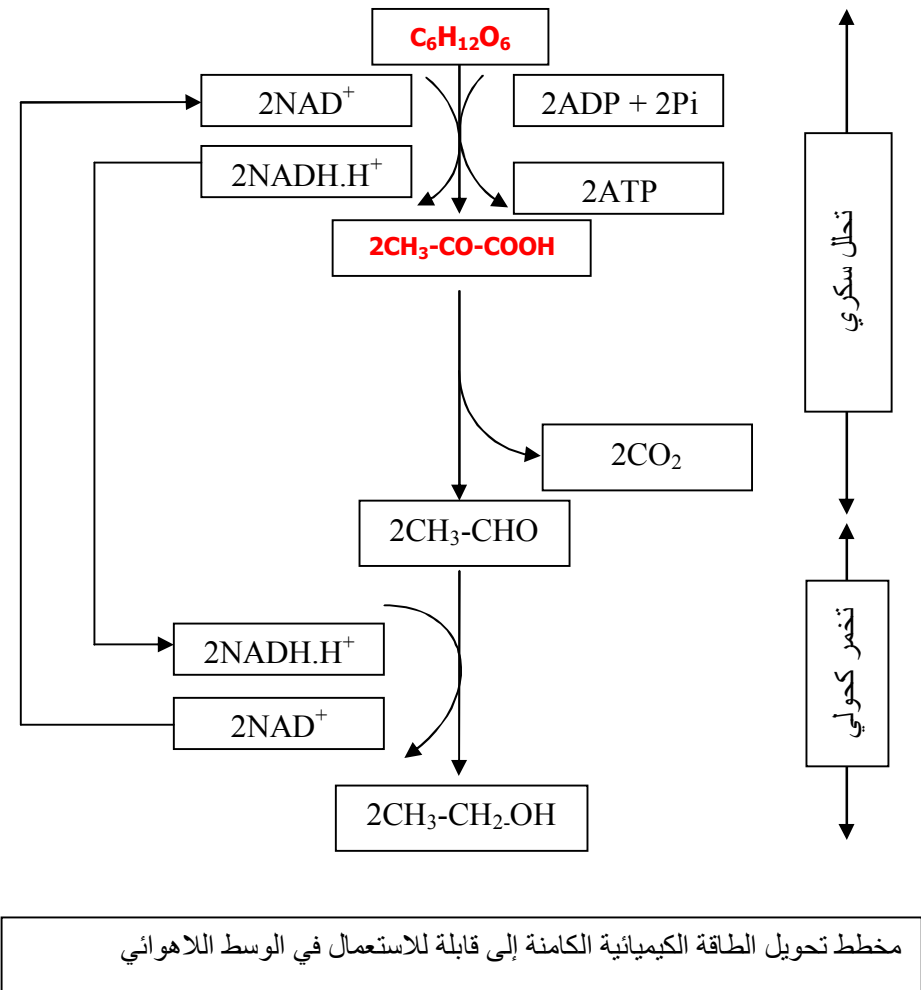 C₆H₁₂O₆
2NAD⁺
2ADP + 2Pi
2NADH.H⁺
2ATP
2CH₃-CO-COOH
تحلل سكري
2CO₂
2CH₃-CHO
2NADH.H⁺
تخمر كحولي
2NAD⁺
2CH₃-CH₂-OH
مخطط تحويل الطاقة الكيميائية الكامنة إلى قابلة للاستعمال في الوسط اللاهوائي